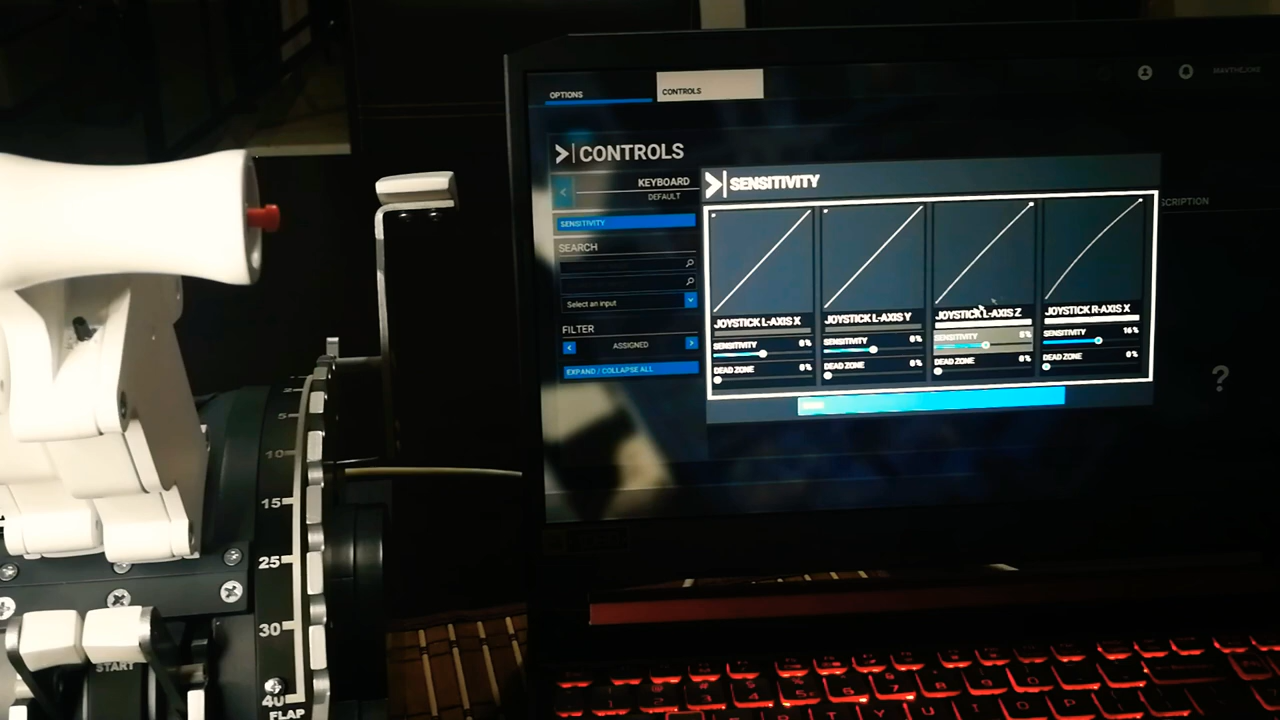 OPTIONS
CONTROLS
CONTROLS
KEYBOARD
DEFAULT
SENSITIVITY
SEARCH
Select an input
FILTER
ASSIGNED
EXPAND / COLLAPSE ALL
SENSITIVITY
JOYSTICK L-AXIS X
SENSITIVITY 0%
DEAD ZONE 0%
JOYSTICK L-AXIS Y
SENSITIVITY 0%
DEAD ZONE 0%
JOYSTICK L-AXIS Z
SENSITIVITY
DEAD ZONE 0%
JOYSTICK R-AXIS X
SENSITIVITY 16%
DEAD ZONE 0%
SCRIPTION
?
5
10
15
25
30
40
FLAP
START